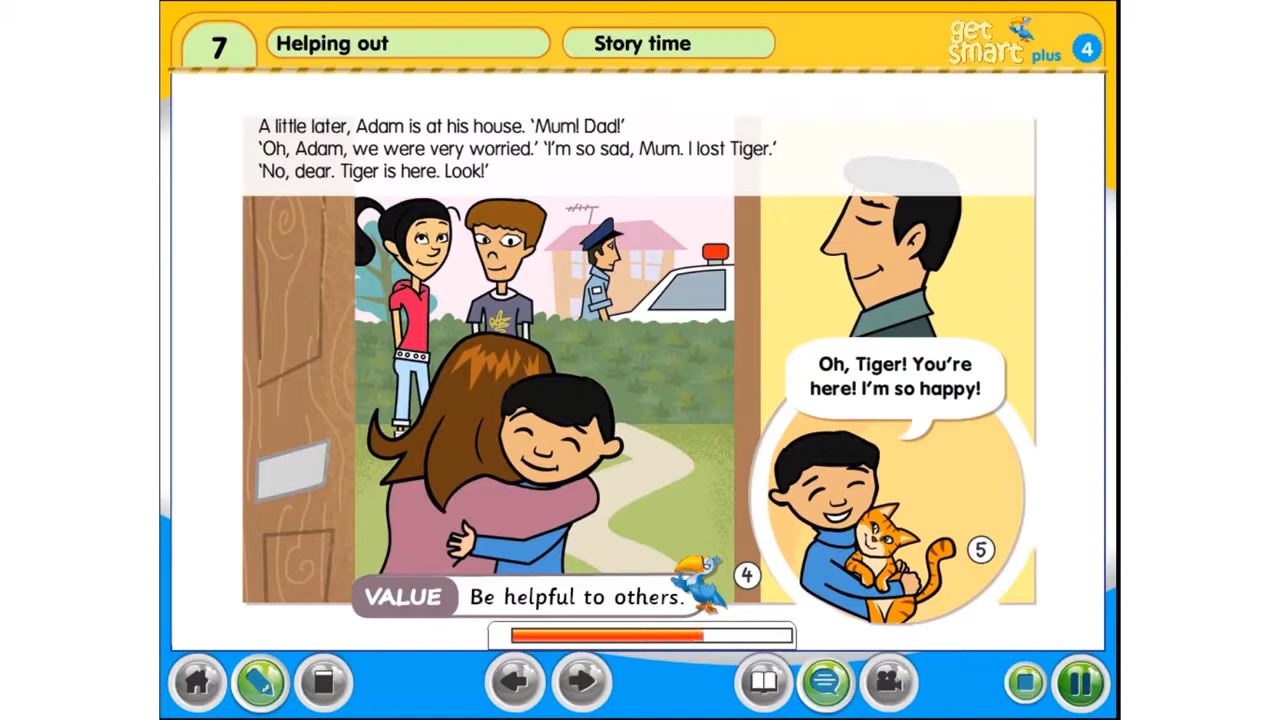 7
Helping out
Story time
get
smart
plus
4
A little later, Adam is at his house. ‘Mum! Dad!’
‘Oh, Adam, we were very worried.’ ‘I’m so sad, Mum. I lost Tiger.’
‘No, dear. Tiger is here. Look!’
Oh, Tiger! You’re
here! I’m so happy!
5
4
VALUE
Be helpful to others.